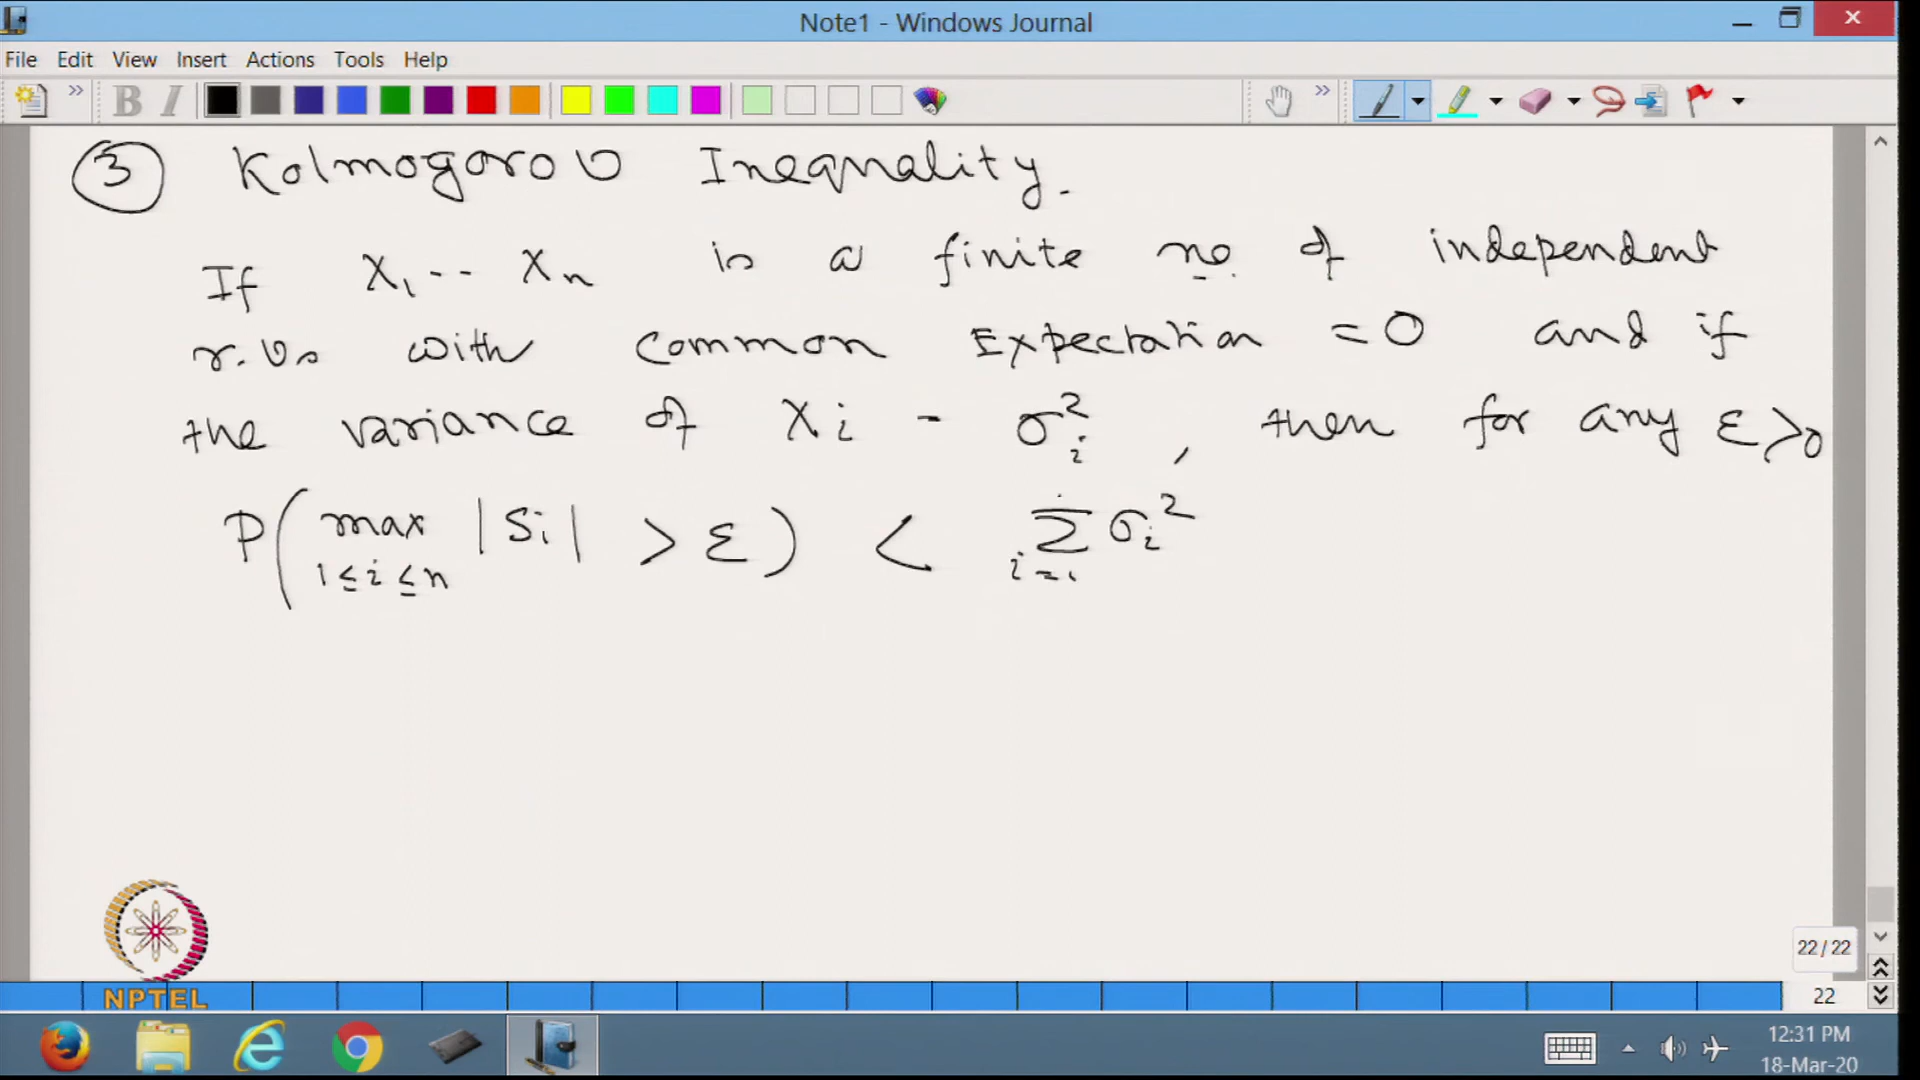 Note1 - Windows Journal
File Edit View Insert Actions Tools Help
B I
③ Kolmogorov Inequality.
If X₁ -- Xₙ is a finite no. of independent
r.v.s with common Expectation = 0 and if
the variance of Xi - σᵢ², then for any ε>0
P(max |Si| > ε) < Σ σᵢ²
1≤i≤n i=1
22 / 22
NPTEL
22
12:31 PM
18-Mar-20